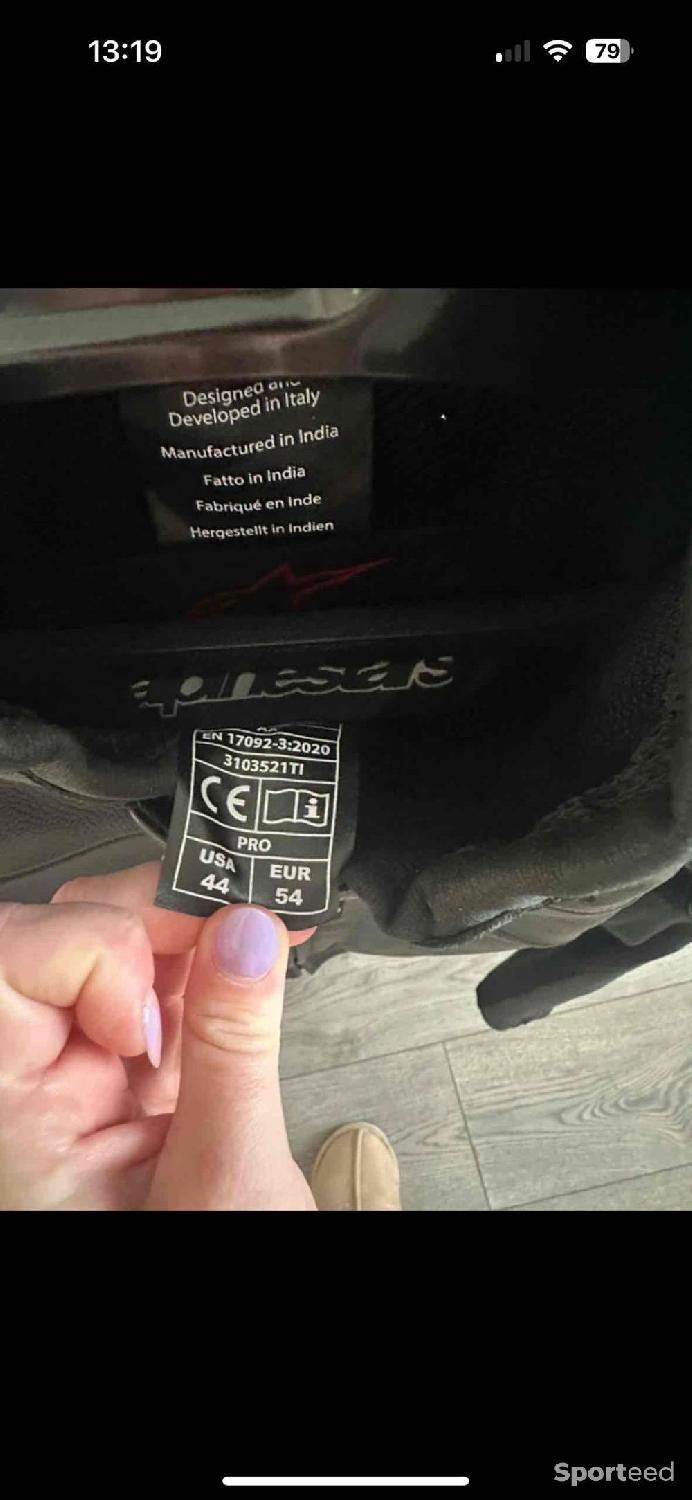 13:19
79
Designed and
Developed in Italy
Manufactured in India
Fatto in India
Fabriqué en Inde
Hergestellt in Indien
alpinestars
EN 17092-3:2020
3103521TI
CE
i
PRO
USA EUR
44 54
Sporteed